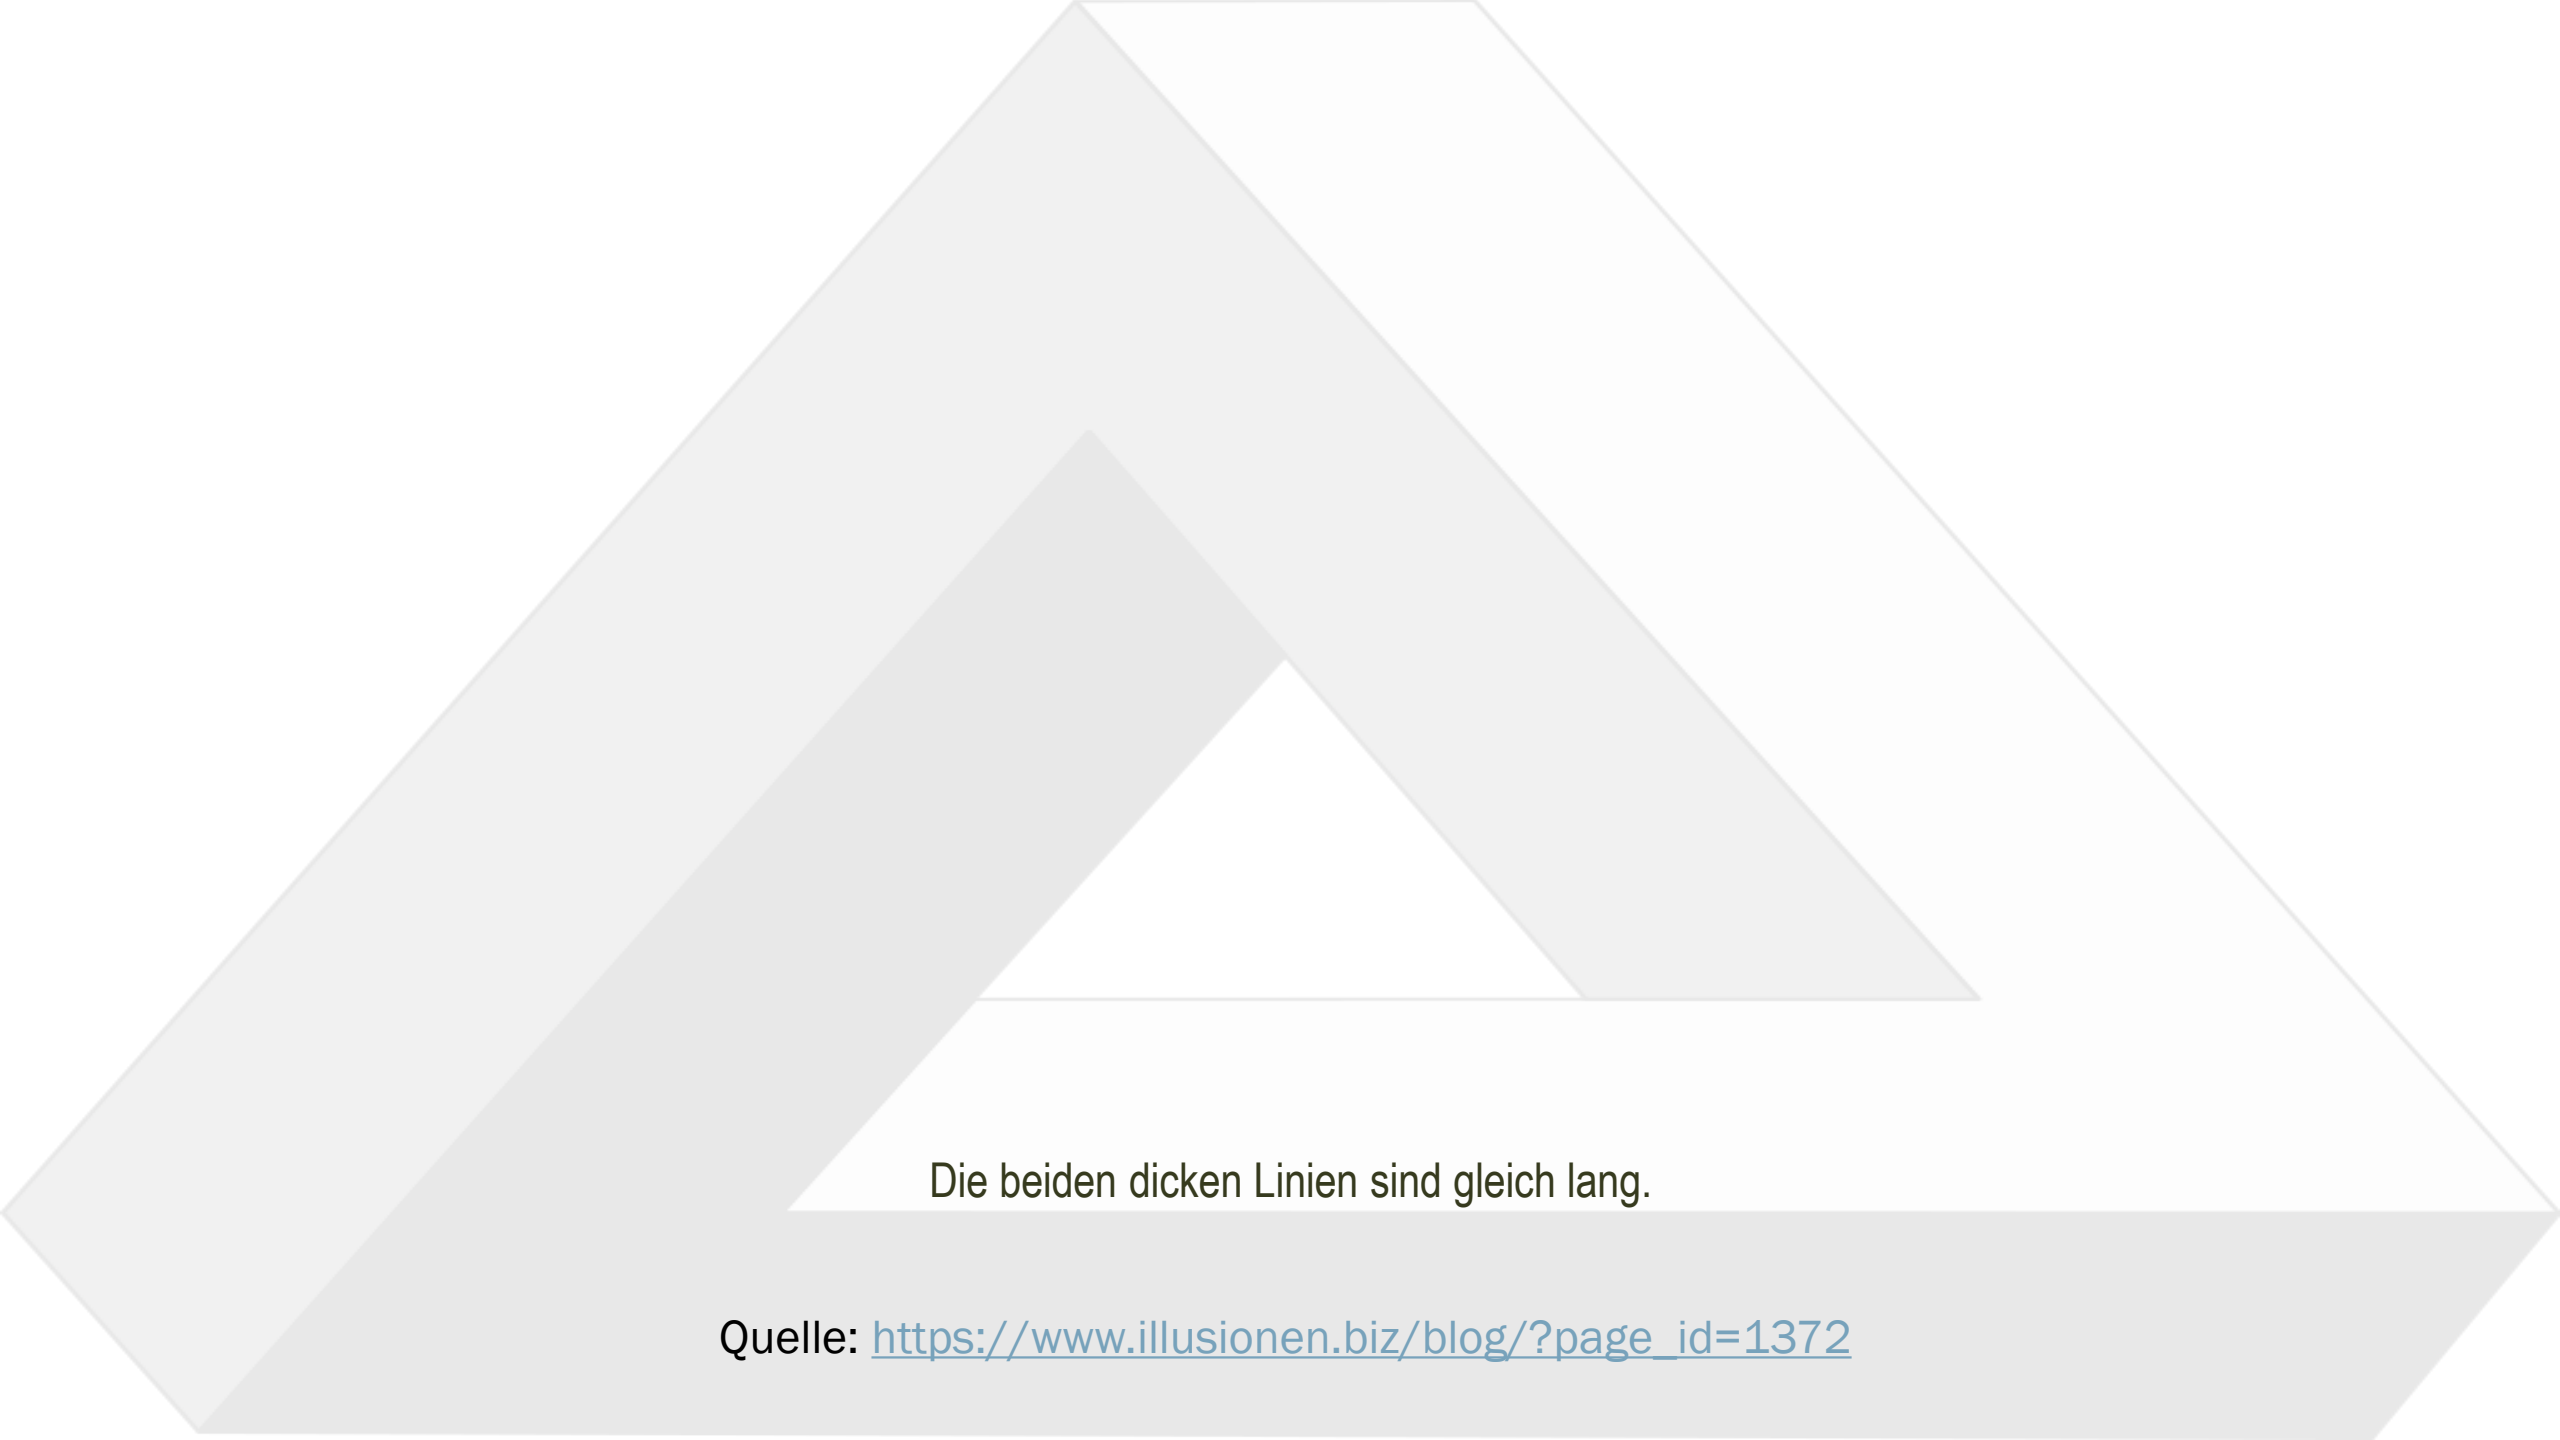 Die beiden dicken Linien sind gleich lang.
Quelle: https://www.illusionen.biz/blog/?page_id=1372